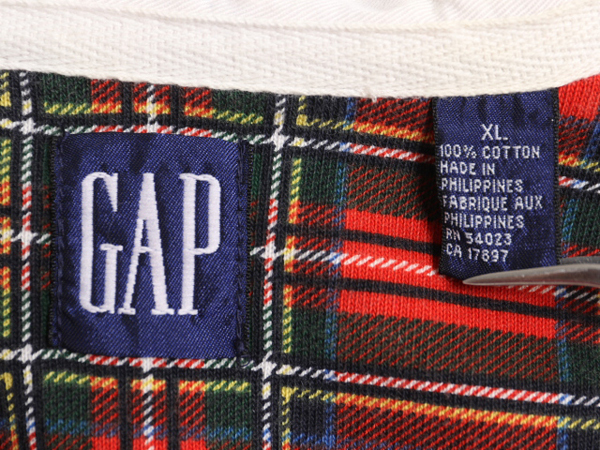 GAP
XL
100% COTTON
MADE IN
PHILIPPINES
FABRIQUE AUX
PHILIPPINES
RN 54023
CA 17897